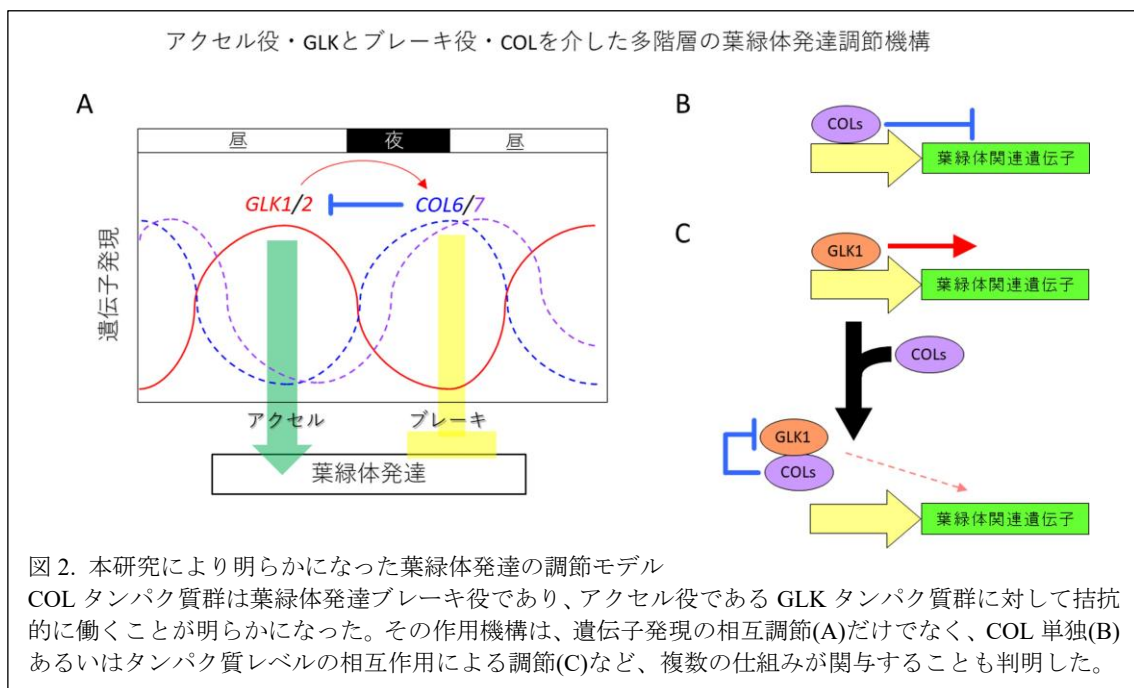 アクセル役・GLKとブレーキ役・COLを介した多階層の葉緑体発達調節機構
A
昼
夜
昼
遺伝子発現
GLK1/2
COL6/7
アクセル
ブレーキ
葉緑体発達
B
COLs
葉緑体関連遺伝子
C
GLK1
葉緑体関連遺伝子
COLs
GLK1
COLs
葉緑体関連遺伝子
図 2. 本研究により明らかになった葉緑体発達の調節モデル
COL タンパク質群は葉緑体発達ブレーキ役であり、アクセル役である GLK タンパク質群に対して拮抗
的に働くことが明らかになった。その作用機構は、遺伝子発現の相互調節(A)だけでなく、COL 単独(B)
あるいはタンパク質レベルの相互作用による調節(C)など、複数の仕組みが関与することも判明した。